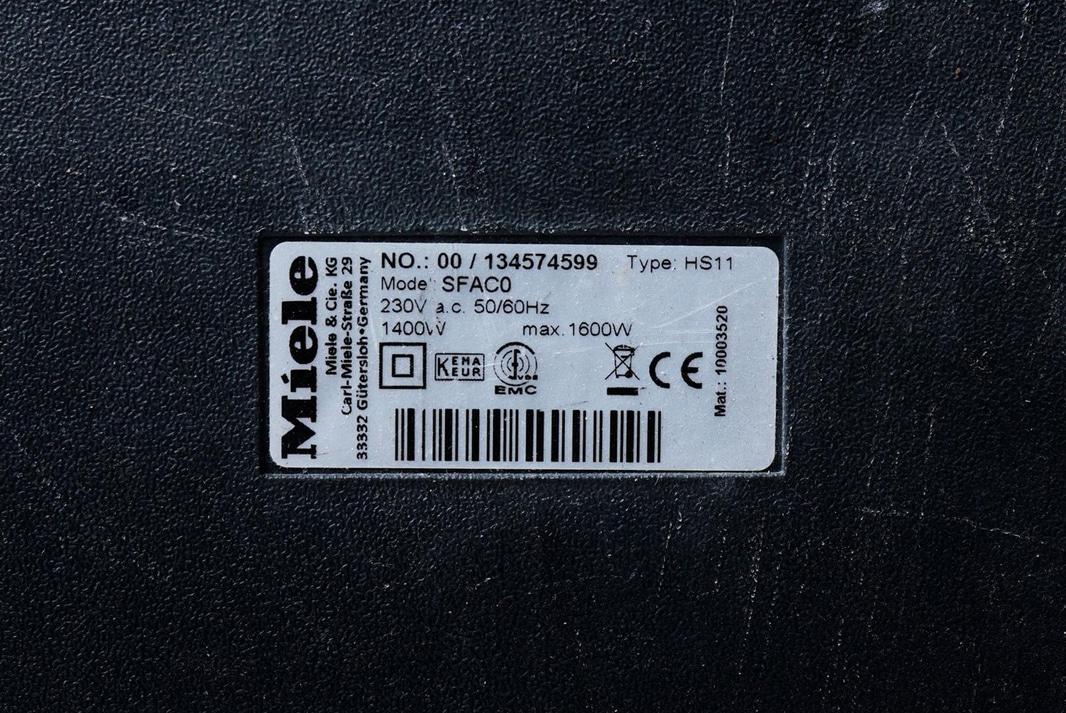 Miele
Miele & Cie. KG
Carl-Miele-Straße 29
33332 Gütersloh•Germany
NO.: 00 / 134574599 Type: HS11
Model SFAC0
230V a.c. 50/60Hz
1400W max.1600W
KEMA
KEUR
VDE
EMC
CE
Mat.: 10003520